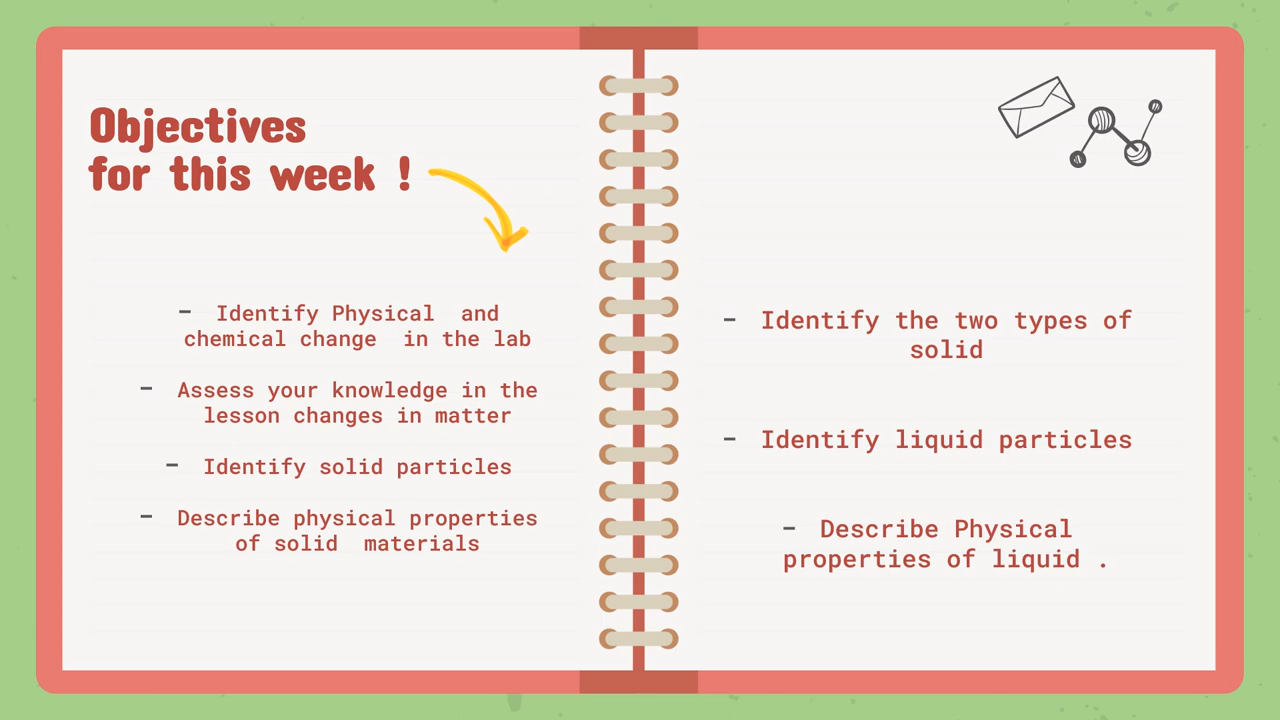 Objectives
for this week !
- Identify Physical and
chemical change in the lab
- Assess your knowledge in the
lesson changes in matter
- Identify solid particles
- Describe physical properties
of solid materials
- Identify the two types of
solid
- Identify liquid particles
- Describe Physical
properties of liquid .